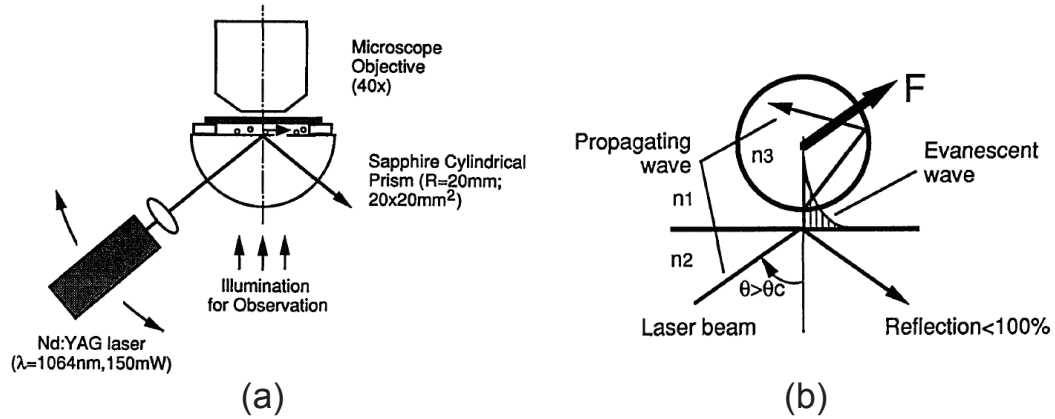 Microscope
Objective
(40x)
Sapphire Cylindrical
Prism (R=20mm;
20x20mm²)
Illumination
for Observation
Nd:YAG laser
(λ=1064nm,150mW)
(a)
F
Propagating
wave
n3
Evanescent
wave
n1
n2
θ>θc
Laser beam
Reflection<100%
(b)